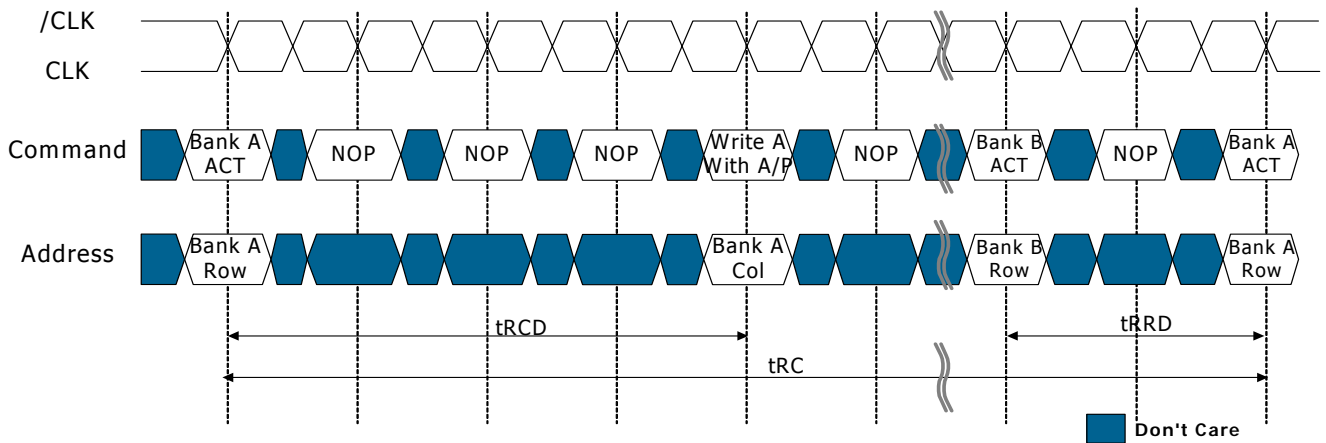 /CLK
CLK
Command
Bank A
ACT
NOP
NOP
NOP
Write A
With A/P
NOP
Bank B
ACT
NOP
Bank A
ACT
Address
Bank A
Row
Bank A
Col
Bank B
Row
Bank A
Row
tRCD
tRRD
tRC
Don't Care